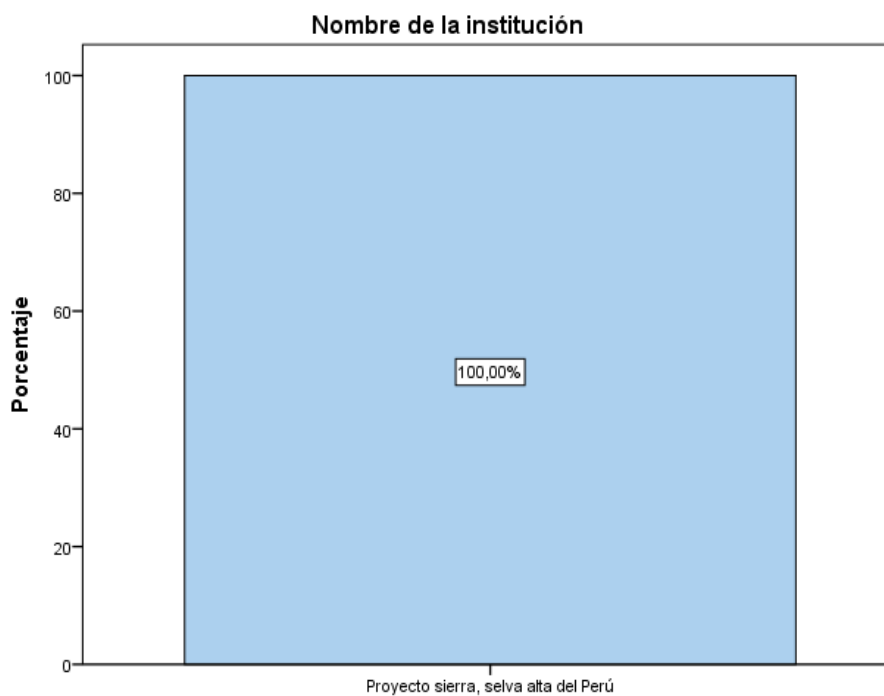 Nombre de la institución
100
80
60
40
20
0
Porcentaje
100,00%
Proyecto sierra, selva alta del Perú